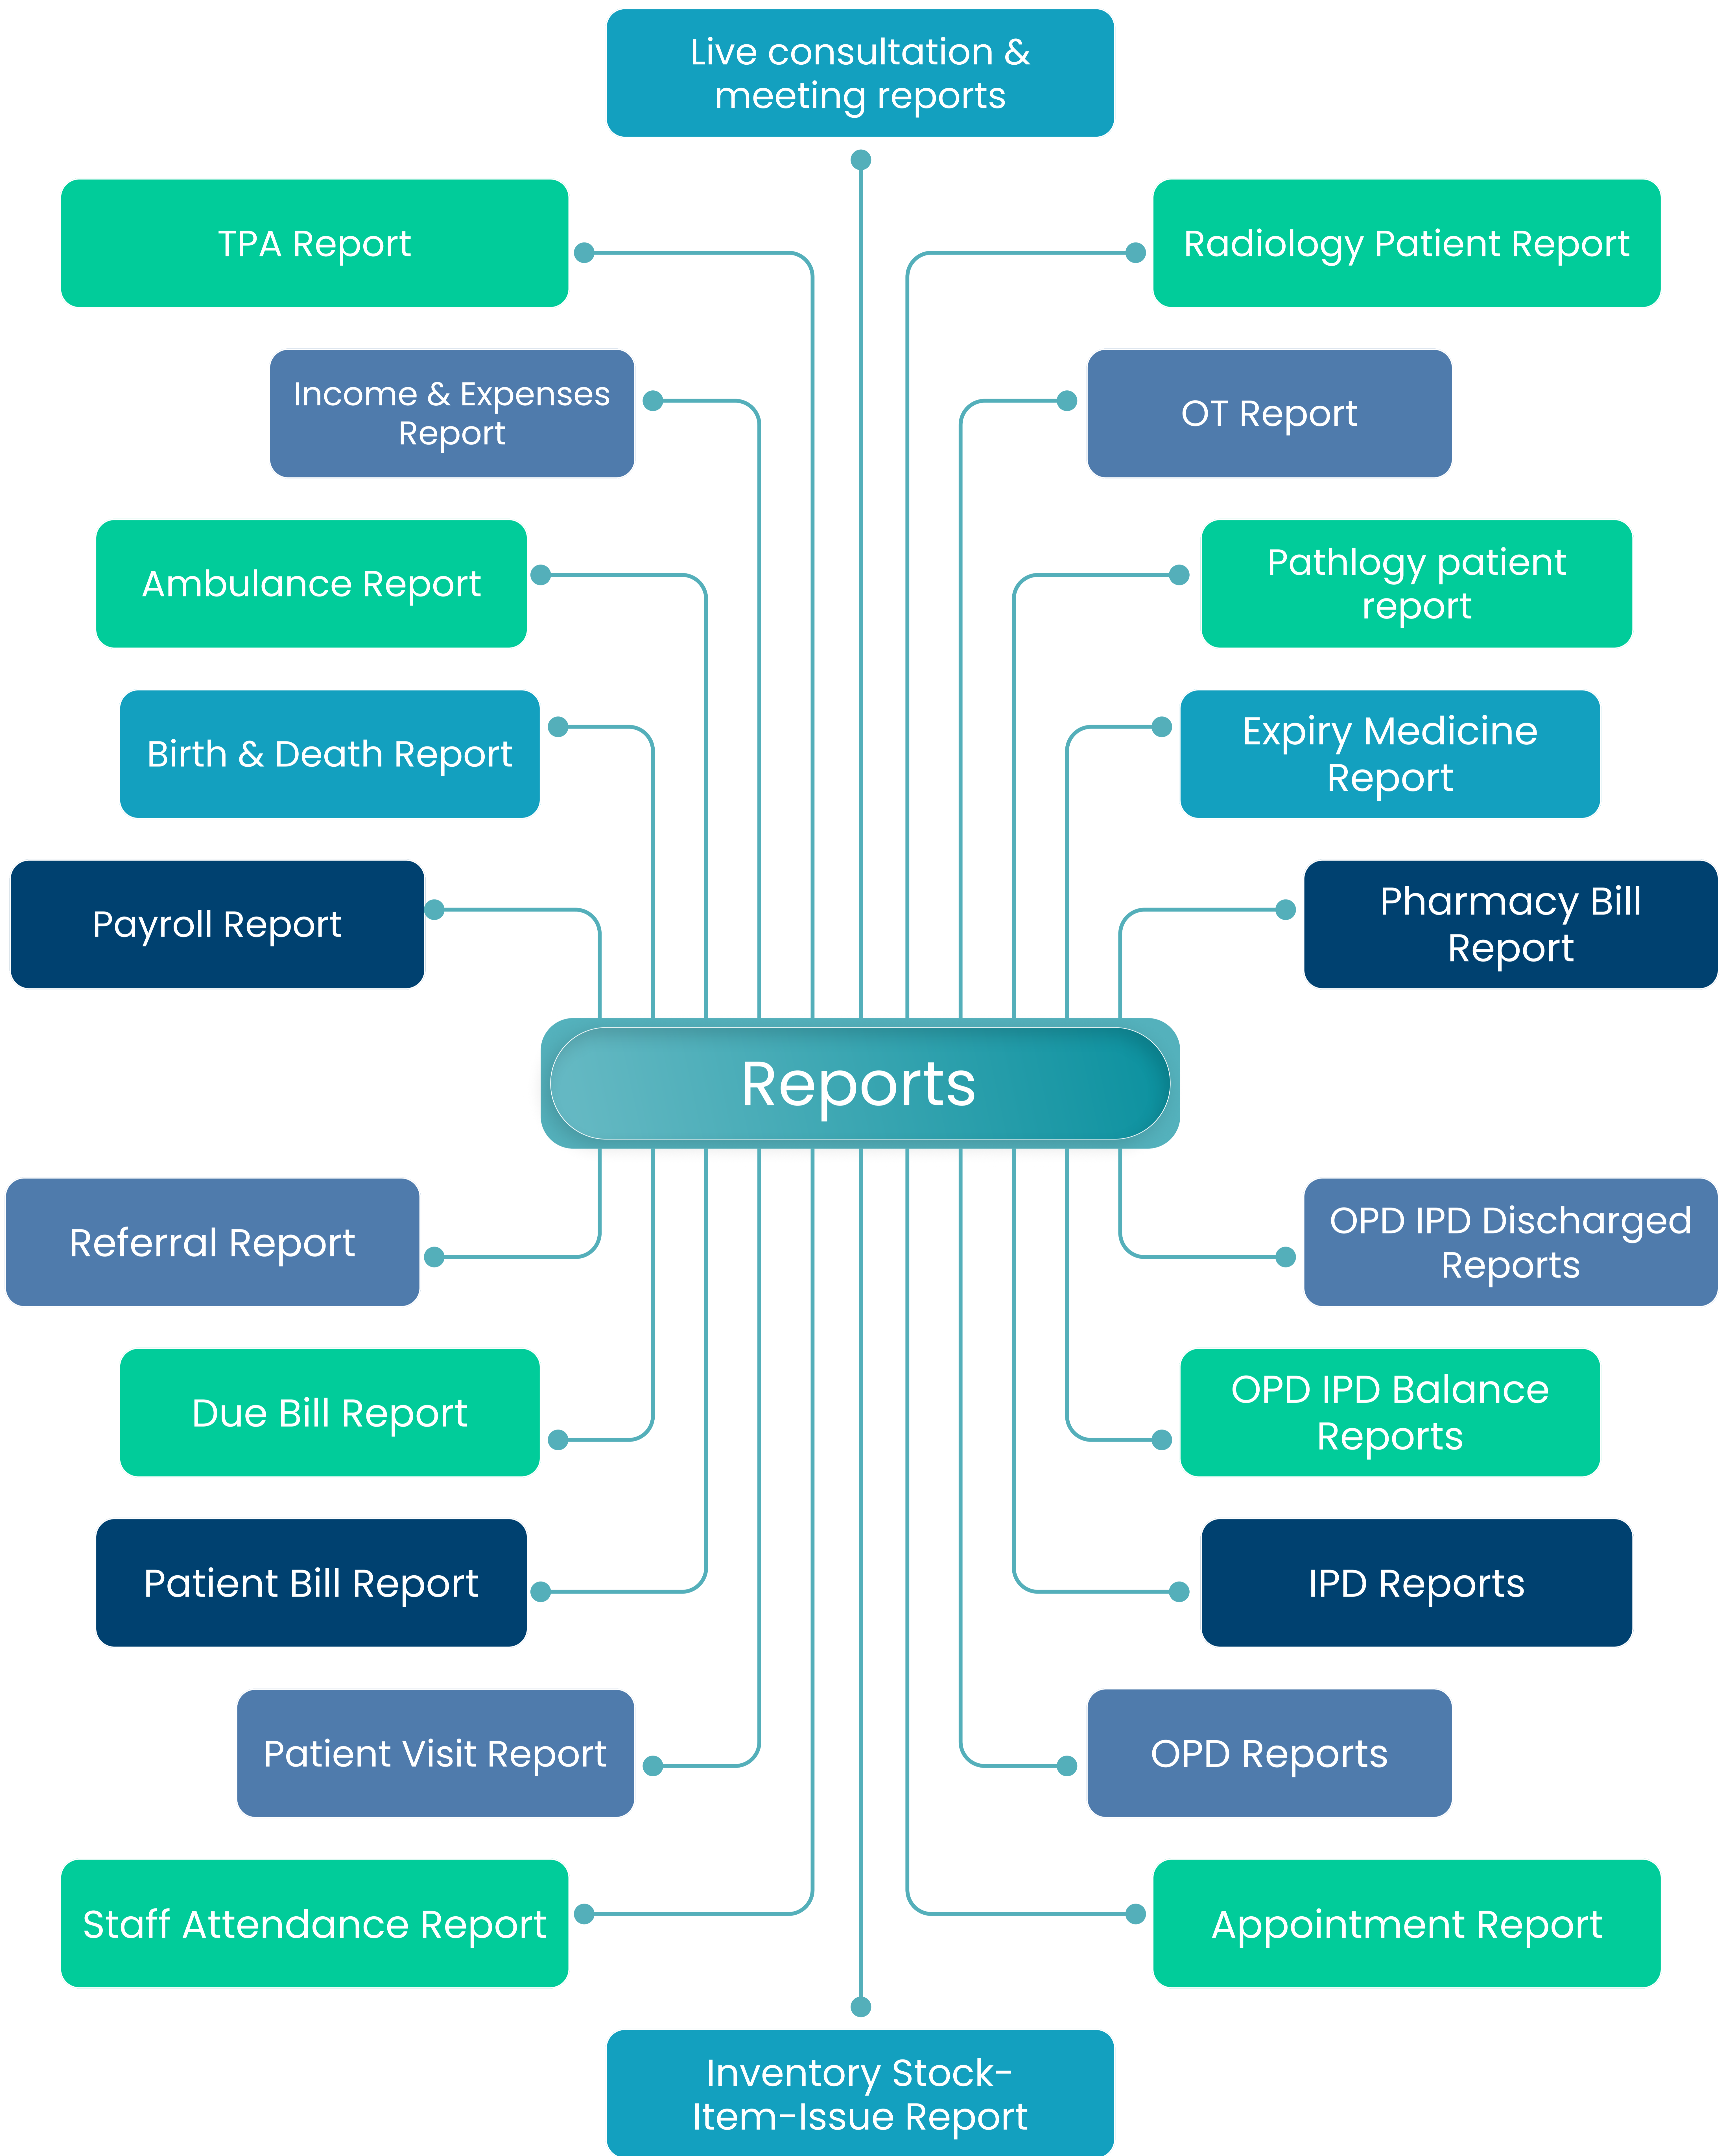 Live consultation &
meeting reports
TPA Report
Radiology Patient Report
Income & Expenses
Report
OT Report
Ambulance Report
Pathlogy patient
report
Birth & Death Report
Expiry Medicine
Report
Payroll Report
Pharmacy Bill
Report
Reports
Referral Report
OPD IPD Discharged
Reports
Due Bill Report
OPD IPD Balance
Reports
Patient Bill Report
IPD Reports
Patient Visit Report
OPD Reports
Staff Attendance Report
Appointment Report
Inventory Stock-
Item-Issue Report